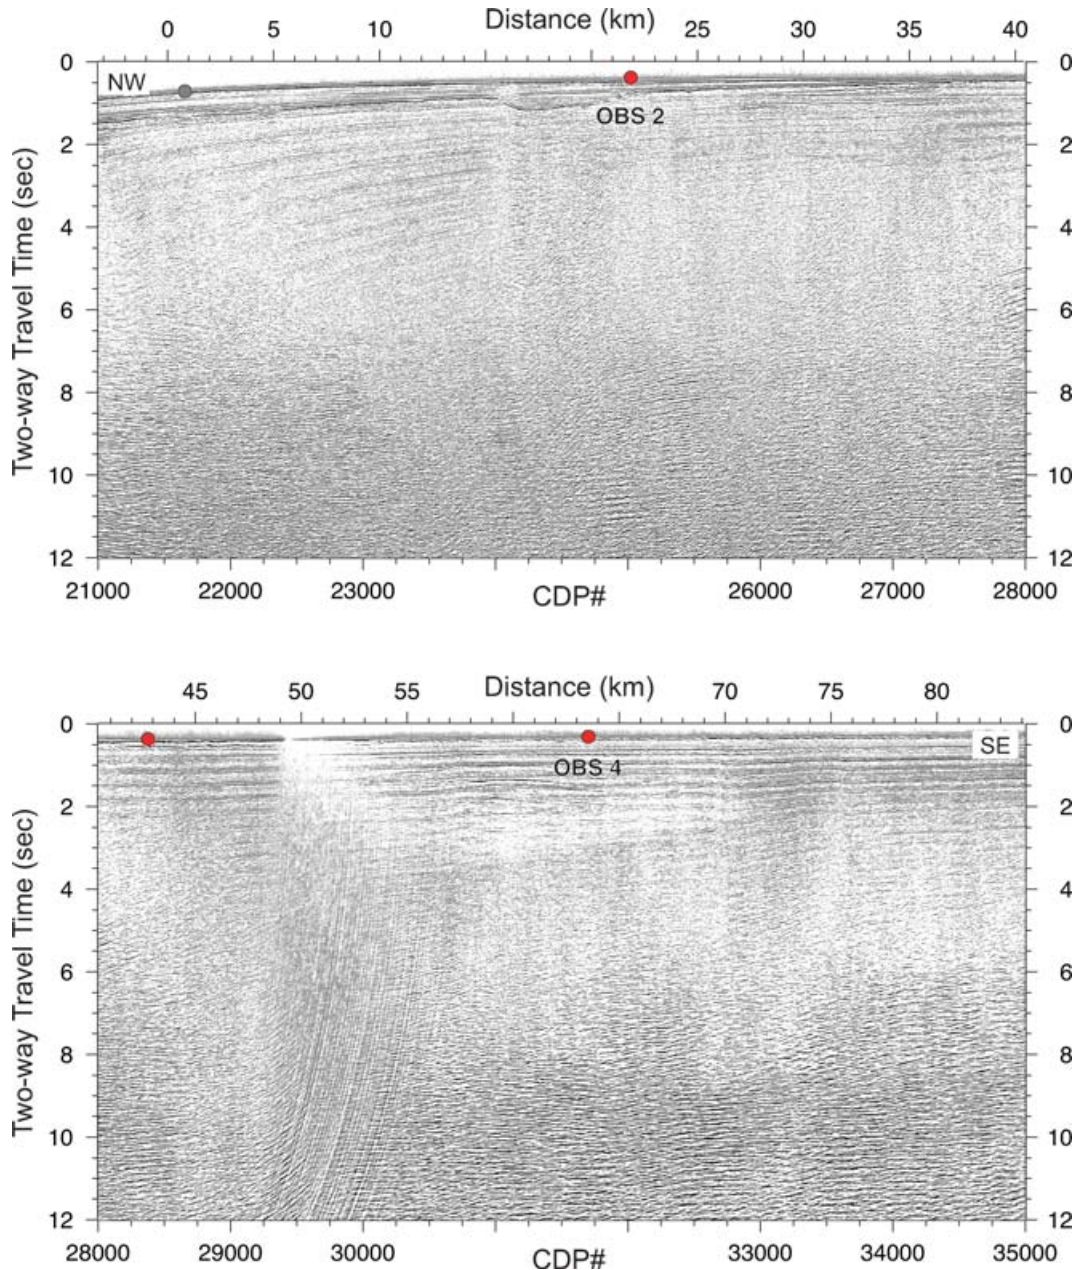 Distance (km)
0 5 10 25 30 35 40
0 0
NW
OBS 2
2 2
4 4
6 6
8 8
10 10
12 12
Two-way Travel Time (sec)
21000 22000 23000 26000 27000 28000
CDP#
Distance (km)
45 50 55 70 75 80
0 0
SE
OBS 4
2 2
4 4
6 6
8 8
10 10
12 12
Two-way Travel Time (sec)
28000 29000 30000 33000 34000 35000
CDP#